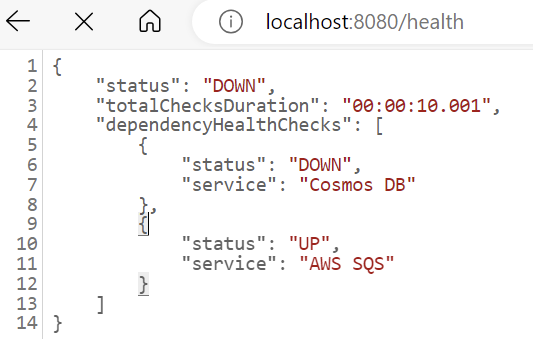 localhost:8080/health
1 {
2     "status": "DOWN",
3     "totalChecksDuration": "00:00:10.001",
4     "dependencyHealthChecks": [
5         {
6             "status": "DOWN",
7             "service": "Cosmos DB"
8         },
9         {
10             "status": "UP",
11             "service": "AWS SQS"
12         }
13     ]
14 }